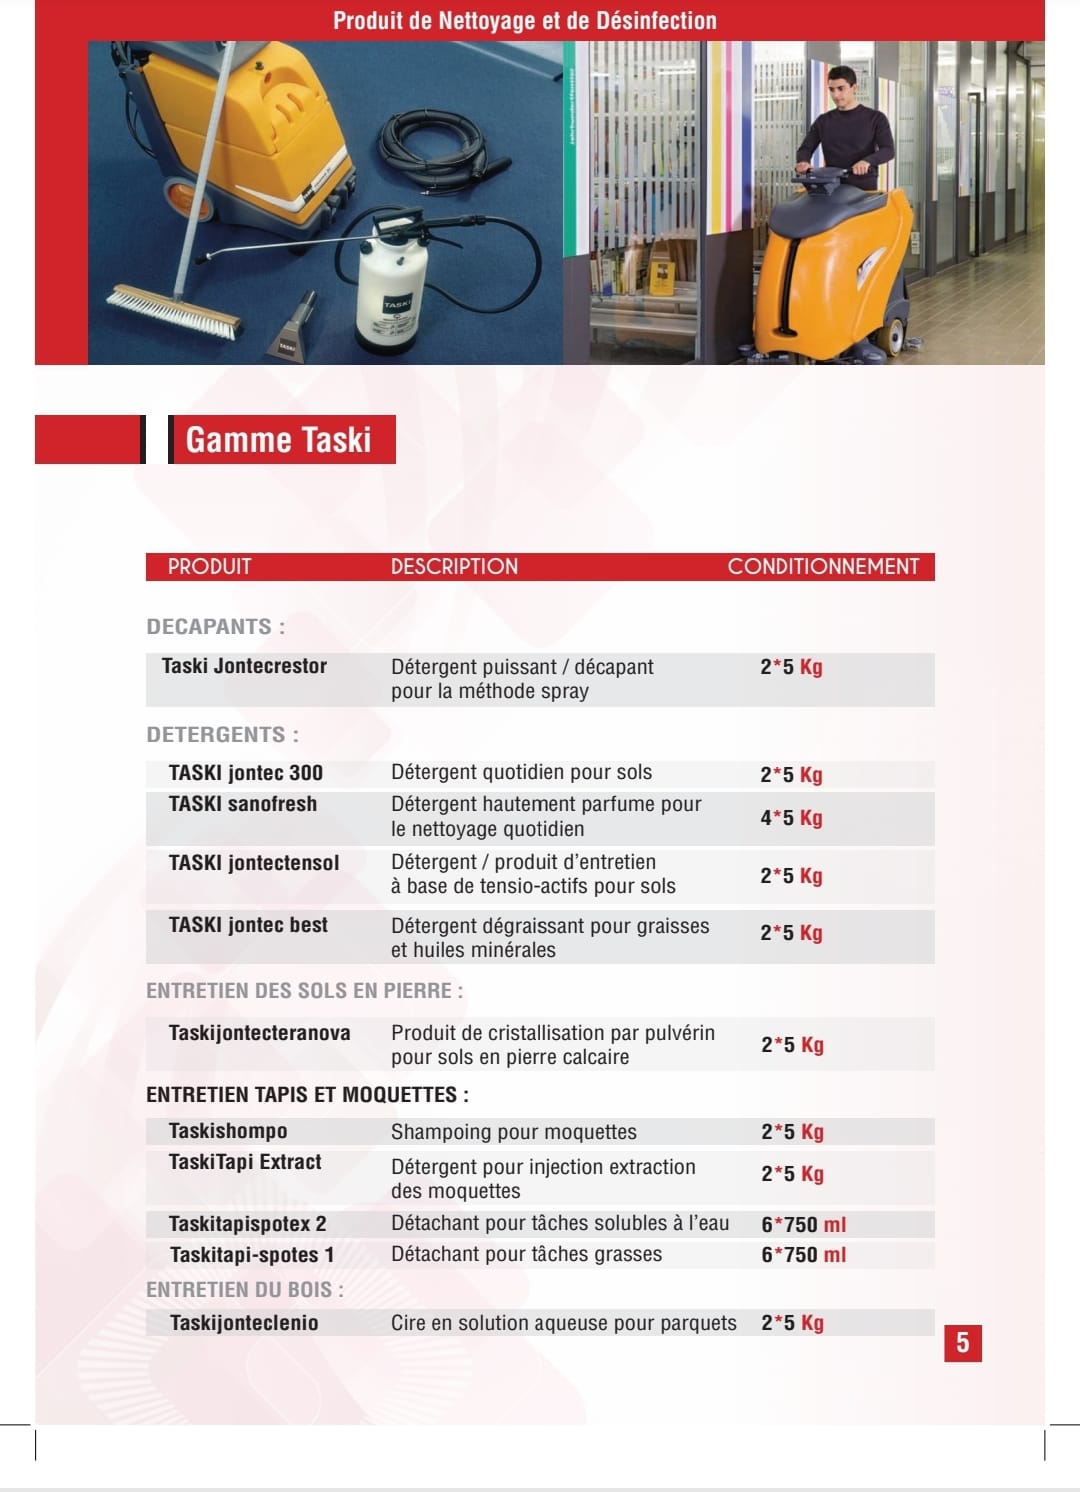 Produit de Nettoyage et de Désinfection
TASKI
TASKI
Gamme Taski
PRODUIT DESCRIPTION CONDITIONNEMENT
DECAPANTS :
Taski Jontecrestor Détergent puissant / décapant 2*5 Kg
pour la méthode spray
DETERGENTS :
TASKI jontec 300 Détergent quotidien pour sols 2*5 Kg
TASKI sanofresh Détergent hautement parfume pour
le nettoyage quotidien 4*5 Kg
TASKI jontectensol Détergent / produit d’entretien
à base de tensio-actifs pour sols 2*5 Kg
TASKI jontec best Détergent dégraissant pour graisses
et huiles minérales 2*5 Kg
ENTRETIEN DES SOLS EN PIERRE :
Taskijontecteranova Produit de cristallisation par pulvérin
pour sols en pierre calcaire 2*5 Kg
ENTRETIEN TAPIS ET MOQUETTES :
Taskishompo Shampoing pour moquettes 2*5 Kg
TaskiTapi Extract Détergent pour injection extraction
des moquettes 2*5 Kg
Taskitapispotex 2 Détachant pour tâches solubles à l’eau 6*750 ml
Taskitapi-spotes 1 Détachant pour tâches grasses 6*750 ml
ENTRETIEN DU BOIS :
Taskijonteclenio Cire en solution aqueuse pour parquets 2*5 Kg
5